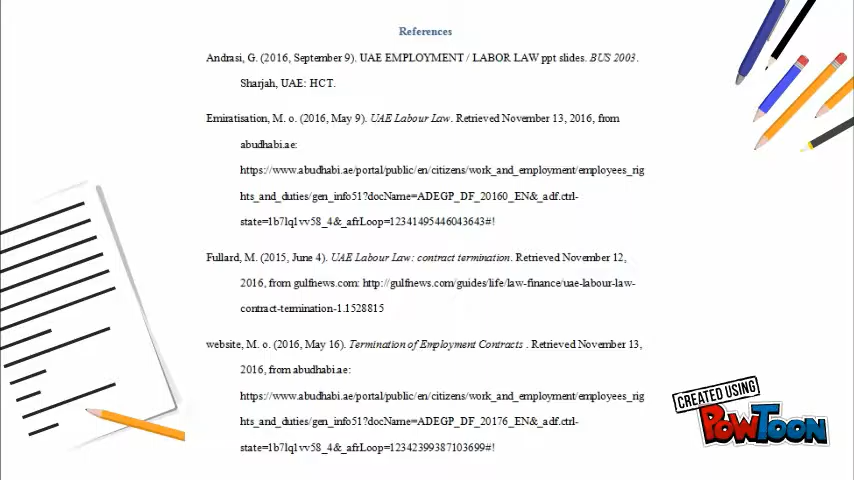 References
Andrasi, G. (2016, September 9). UAE EMPLOYMENT / LABOR LAW ppt slides. BUS 2003.
Sharjah, UAE: HCT.
Emiratisation, M. o. (2016, May 9). UAE Labour Law. Retrieved November 13, 2016, from
abudhabi.ae:
https://www.abudhabi.ae/portal/public/en/citizens/work_and_employment/employees_rig
hts_and_duties/gen_info51?docName=ADEGP_DF_20160_EN&_adf.ctrl-
state=1b7lq1vv58_4&_afrLoop=12341495446043643#!
Fullard, M. (2015, June 4). UAE Labour Law: contract termination. Retrieved November 12,
2016, from gulfnews.com: http://gulfnews.com/guides/life/law-finance/uae-labour-law-
contract-termination-1.1528815
website, M. o. (2016, May 16). Termination of Employment Contracts . Retrieved November 13,
2016, from abudhabi.ae:
https://www.abudhabi.ae/portal/public/en/citizens/work_and_employment/employees_rig
hts_and_duties/gen_info51?docName=ADEGP_DF_20176_EN&_adf.ctrl-
state=1b7lq1vv58_4&_afrLoop=12342399387103699#!
CREATED USING
POWTOON